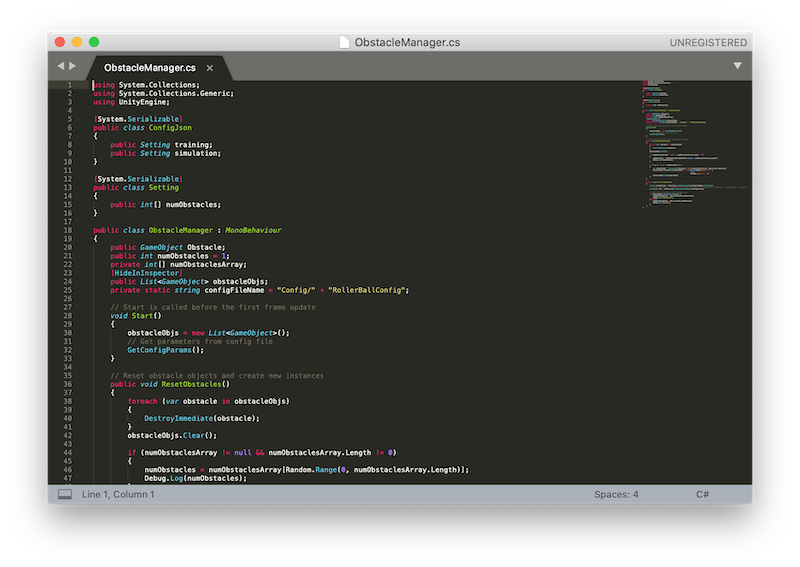 ObstacleManager.cs
UNREGISTERED
ObstacleManager.cs ×
1 using System.Collections;
2 using System.Collections.Generic;
3 using UnityEngine;
4
5 [System.Serializable]
6 public class ConfigJson
7 {
8     public Setting training;
9     public Setting simulation;
10 }
11
12 [System.Serializable]
13 public class Setting
14 {
15     public int[] numObstacles;
16 }
17
18 public class ObstacleManager : MonoBehaviour
19 {
20     public GameObject Obstacle;
21     public int numObstacles = 1;
22     private int[] numObstaclesArray;
23     [HideInInspector]
24     public List<GameObject> obstacleObjs;
25     private static string configFileName = "Config/" + "RollerBallConfig";
26
27     // Start is called before the first frame update
28     void Start()
29     {
30         obstacleObjs = new List<GameObject>();
31         // Get parameters from config file
32         GetConfigParams();
33     }
34
35     // Reset obstacle objects and create new instances
36     public void ResetObstacles()
37     {
38         foreach (var obstacle in obstacleObjs)
39         {
40             DestroyImmediate(obstacle);
41         }
42         obstacleObjs.Clear();
43
44         if (numObstaclesArray != null && numObstaclesArray.Length != 0)
45         {
46             numObstacles = numObstaclesArray[Random.Range(0, numObstaclesArray.Length)];
47             Debug.Log(numObstacles);
Line 1, Column 1
Spaces: 4
C#